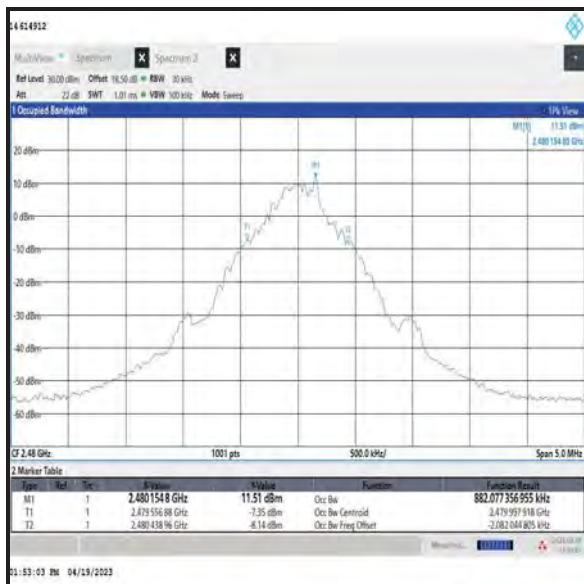 14 614912
MultiView Spectrum X Spectrum 2 X
Ref Level 30.00 dBm Offset 18.50 dB RBW 30 kHz
Att 22 dB SWT 1.01 ms VBW 100 kHz Mode Sweep
1 Occupied Bandwidth 1Pk View
M1[1] 11.51 dBm
2.480 154 80 GHz
20 dBm
M1
10 dBm
0 dBm
T1
-10 dBm
-20 dBm
-30 dBm
-40 dBm
-50 dBm
-60 dBm
CF 2.48 GHz 1001 pts 500.0 kHz/ Span 5.0 MHz
2 Marker Table
Type Ref Trc X-Value Y-Value Function Function Result
M1 1 2.480154 8 GHz 11.51 dBm Occ Bw 882.077 356 955 kHz
T1 1 2.479 556 88 GHz -7.35 dBm Occ Bw Centroid 2.479 997 918 GHz
T2 1 2.480 438 96 GHz -8.14 dBm Occ Bw Freq Offset -2.082 044 805 kHz
01:53:03 PM 04/19/2023